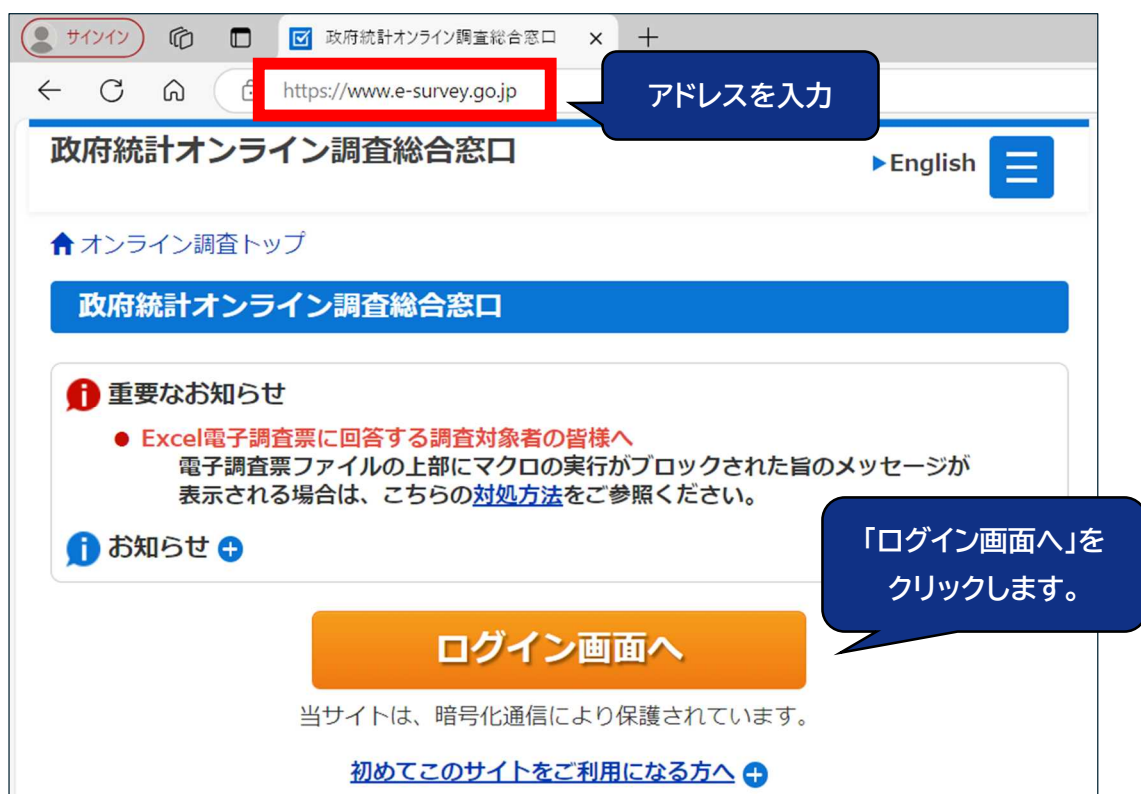 サインイン
政府統計オンライン調査総合窓口
https://www.e-survey.go.jp
アドレスを入力
政府統計オンライン調査総合窓口
▶English
オンライン調査トップ
政府統計オンライン調査総合窓口
重要なお知らせ
● Excel電子調査票に回答する調査対象者の皆様へ
電子調査票ファイルの上部にマクロの実行がブロックされた旨のメッセージが
表示される場合は、こちらの対処方法をご参照ください。
お知らせ
「ログイン画面へ」を
クリックします。
ログイン画面へ
当サイトは、暗号化通信により保護されています。
初めてこのサイトをご利用になる方へ